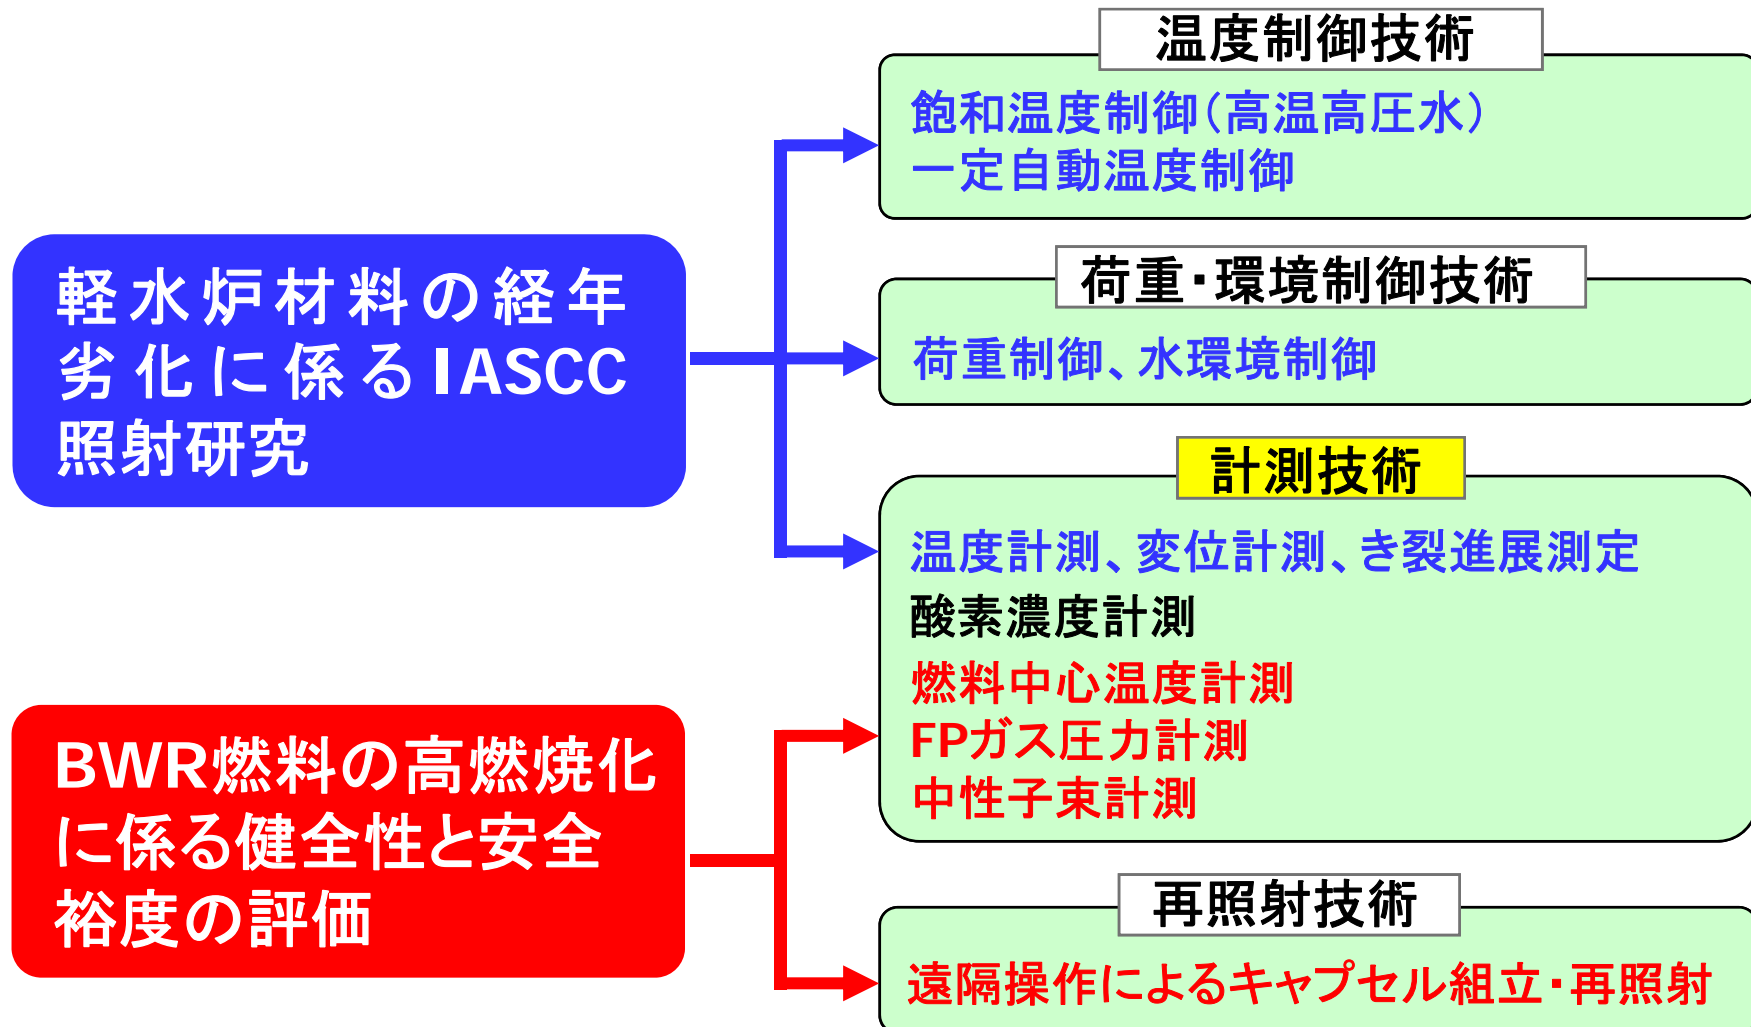 軽水炉材料の経年
劣化に係るIASCC
照射研究
BWR燃料の高燃焼化
に係る健全性と安全
裕度の評価
温度制御技術
飽和温度制御(高温高圧水)
一定自動温度制御
荷重・環境制御技術
荷重制御、水環境制御
計測技術
温度計測、変位計測、き裂進展測定
酸素濃度計測
燃料中心温度計測
FPガス圧力計測
中性子束計測
再照射技術
遠隔操作によるキャプセル組立・再照射